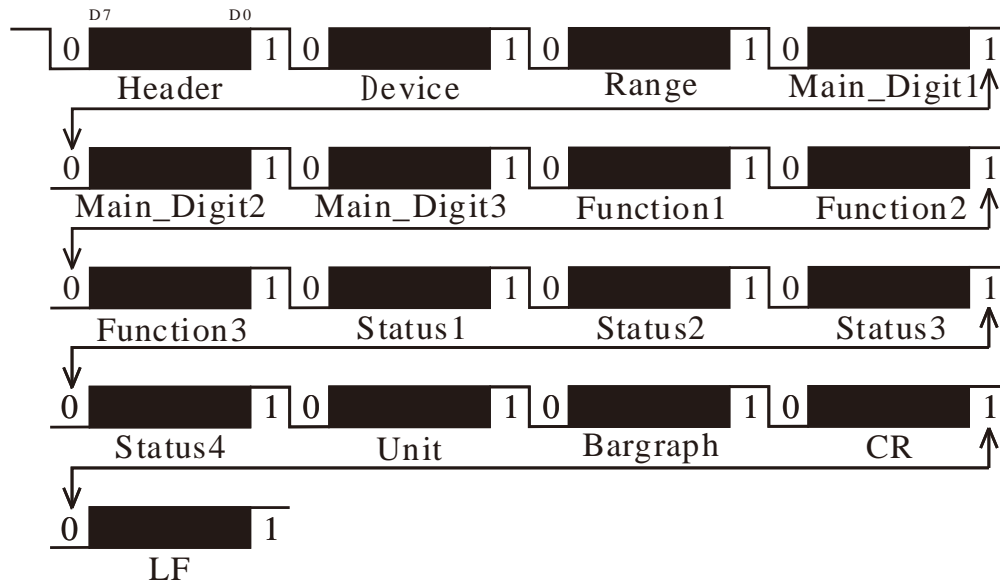 D7 D0
0 1 0 1 0 1 0 1
Header Device Range Main_Digit1
0 1 0 1 0 1 0 1
Main_Digit2 Main_Digit3 Function1 Function2
0 1 0 1 0 1 0 1
Function3 Status1 Status2 Status3
0 1 0 1 0 1 0 1
Status4 Unit Bargraph CR
0 1
LF